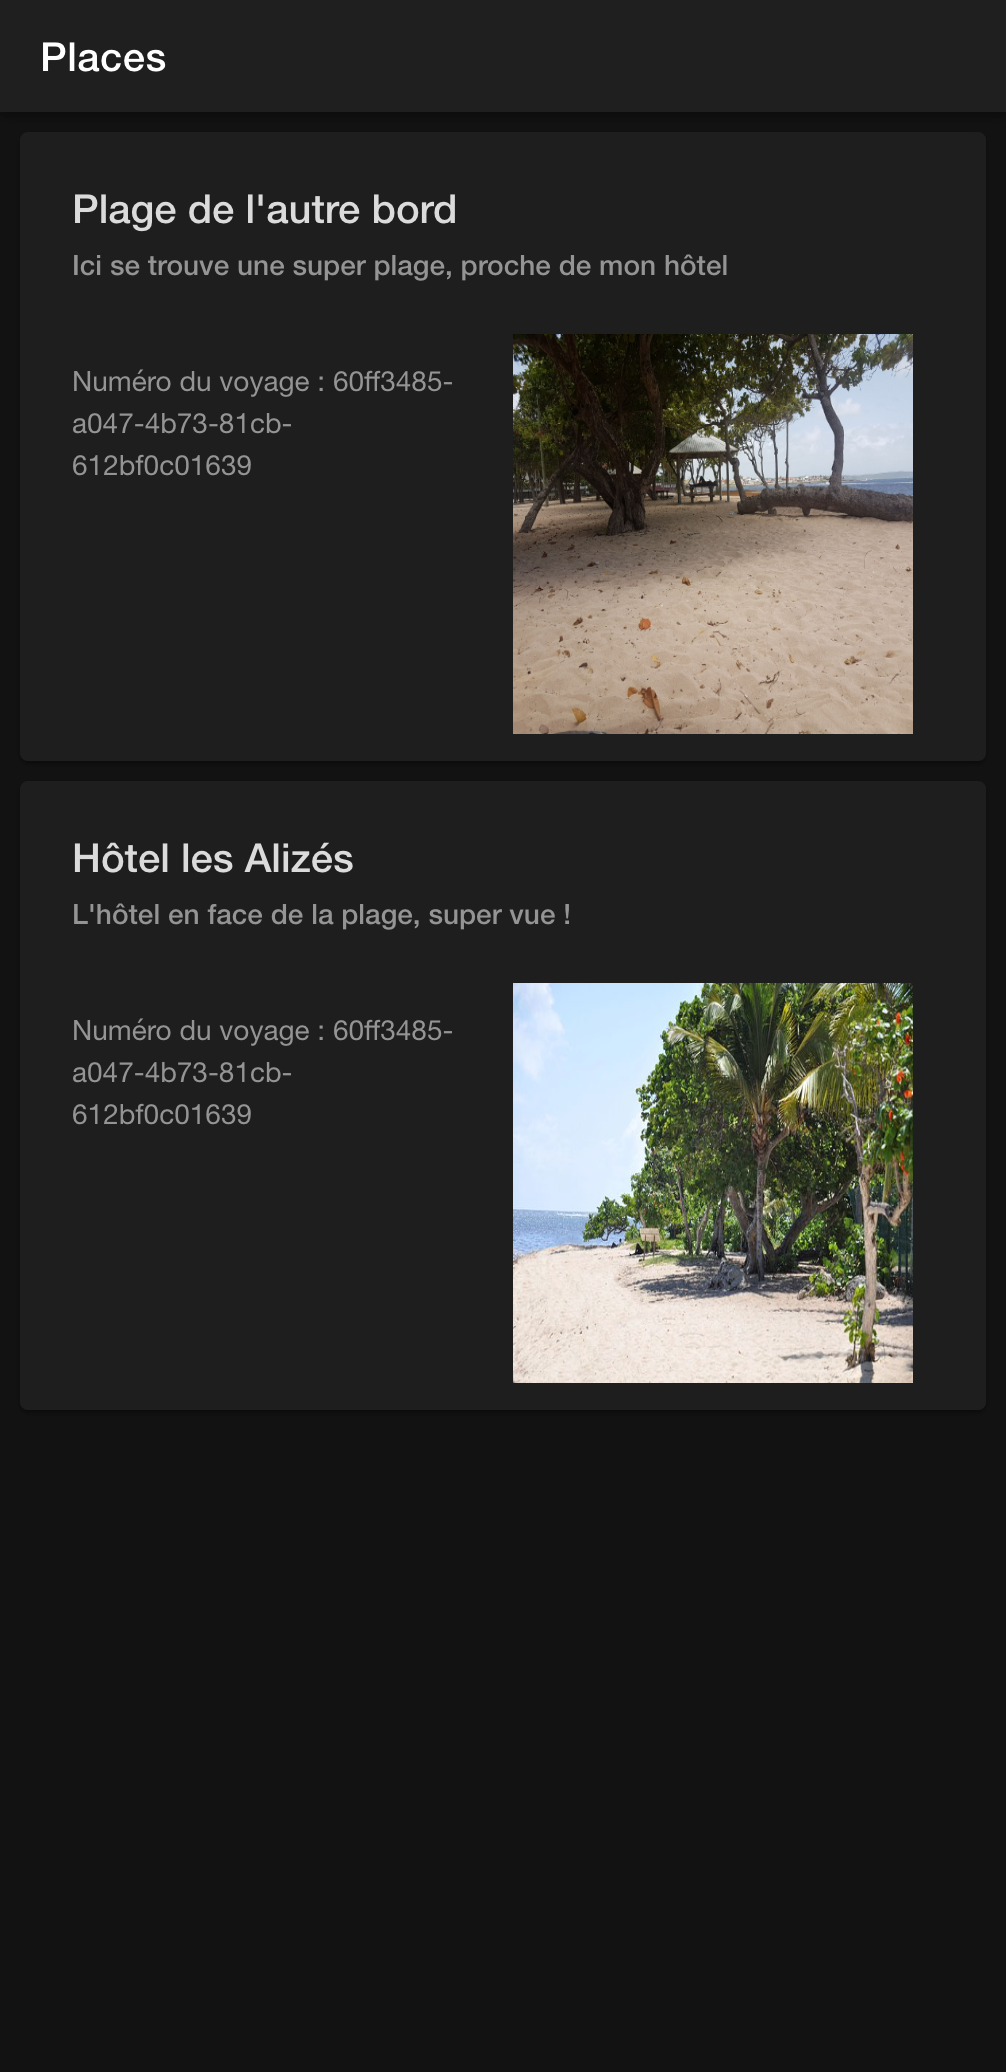 Places
Plage de l'autre bord
Ici se trouve une super plage, proche de mon hôtel
Numéro du voyage : 60ff3485-
a047-4b73-81cb-
612bf0c01639
Hôtel les Alizés
L'hôtel en face de la plage, super vue !
Numéro du voyage : 60ff3485-
a047-4b73-81cb-
612bf0c01639